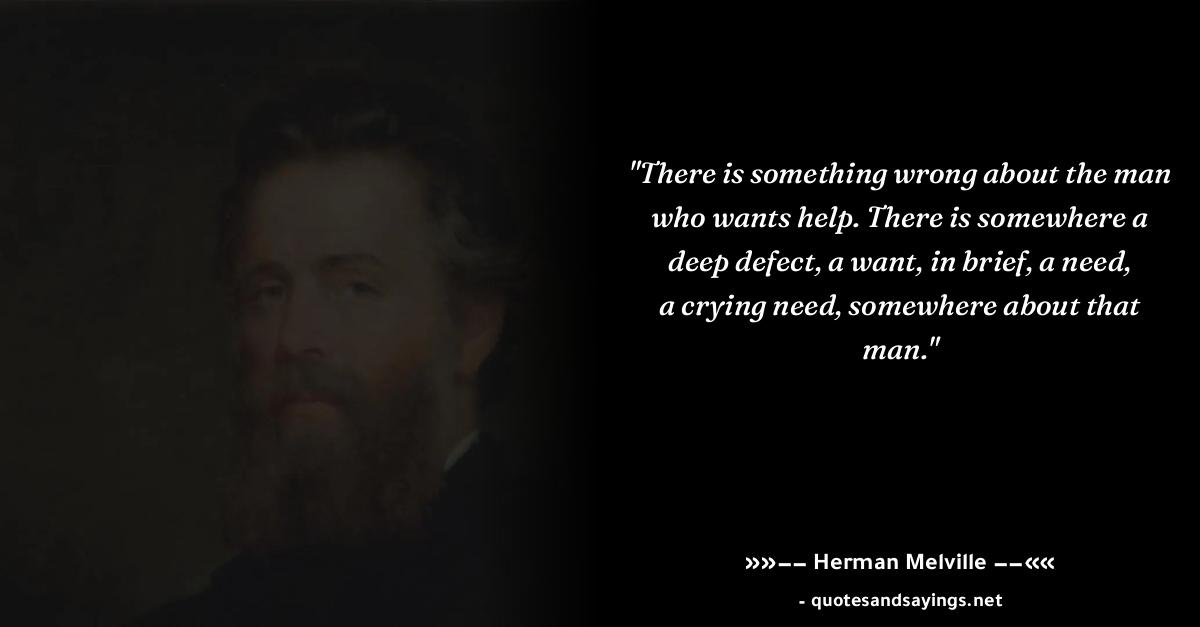 "There is something wrong about the man
who wants help. There is somewhere a
deep defect, a want, in brief, a need,
a crying need, somewhere about that
man."
»»−− Herman Melville −−««
- quotesandsayings.net